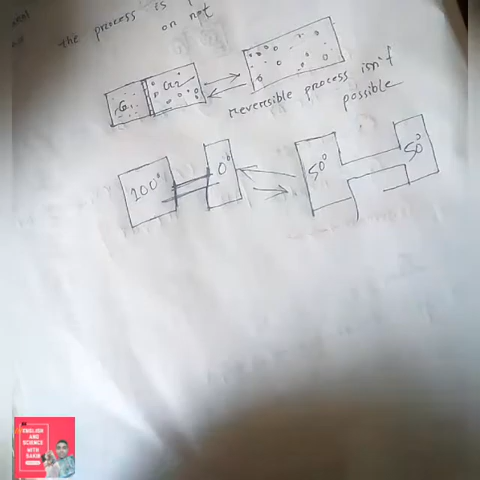 the process is
on not
G1 G2
reversible process isn't
possible
100° 0° 50° 50°
ENGLISH
AND
SCIENCE
WITH
SAKIB